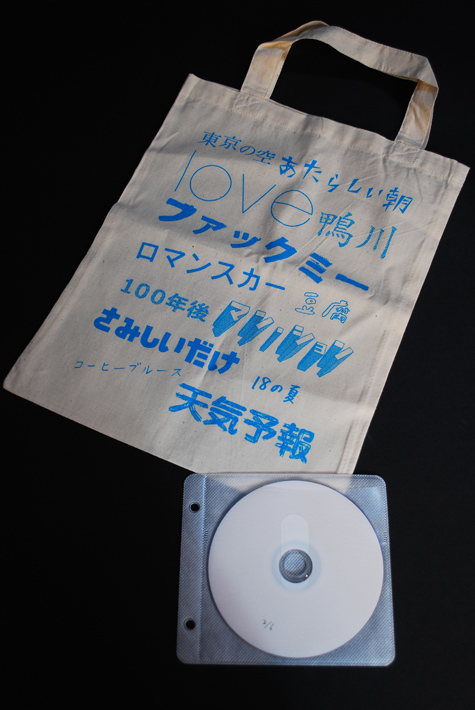 東京の空 あたらしい朝
love 鴨川
ファックミー
ロマンスカー 豆腐
100年後
さみしいだけ
コーヒーブルース 18の夏
天気予報